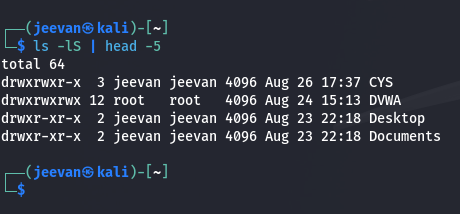 ┌──(jeevan㉿kali)-[~]
└─$ ls -lS | head -5
total 64
drwxrwxr-x  3 jeevan jeevan 4096 Aug 26 17:37 CYS
drwxrwxrwx 12 root   root   4096 Aug 24 15:13 DVWA
drwxr-xr-x  2 jeevan jeevan 4096 Aug 23 22:18 Desktop
drwxr-xr-x  2 jeevan jeevan 4096 Aug 23 22:18 Documents
┌──(jeevan㉿kali)-[~]
└─$